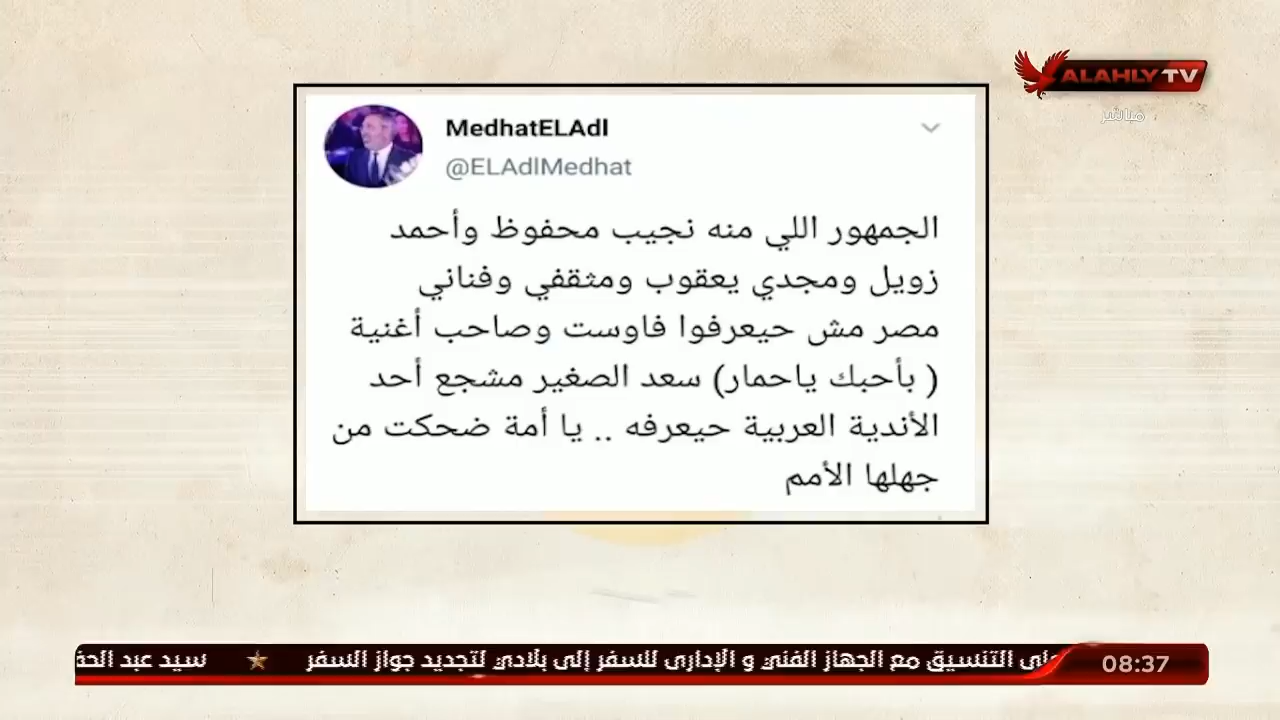 ALAHLY TV
مباشر
MedhatELAdl
@ELAdlMedhat
الجمهور اللي منه نجيب محفوظ وأحمد
زويل ومجدي يعقوب ومثقفي وفناني
مصر مش حيعرفوا فاوست وصاحب أغنية
( بأحبك ياحمار) سعد الصغير مشجع أحد
الأندية العربية حيعرفه .. يا أمة ضحكت من
جهلها الأمم
التنسيق مع الجهاز الفني و الإدارى للسفر إلى بلادي لتجديد جواز السفر ★ سيد عبد
08:37